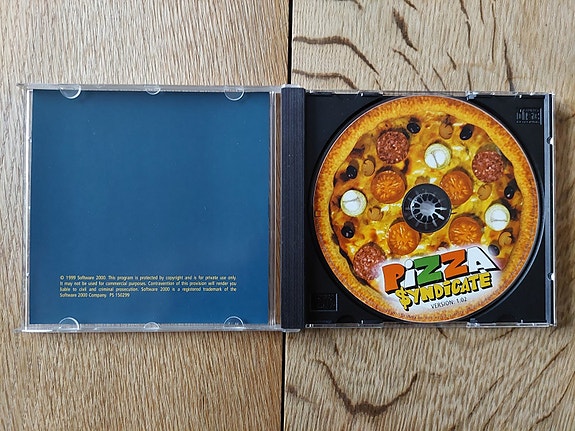 © 1999 Software 2000. This program is protected by copyright and is for private use only.
It may not be used for commercial purposes. Contravention of this provision will render you
liable to civil and criminal prosecution. Software 2000 is a registered trademark of the
Software 2000 Company. PS 150299
PiZZA
$YNDICATE
VERSION: 1.02